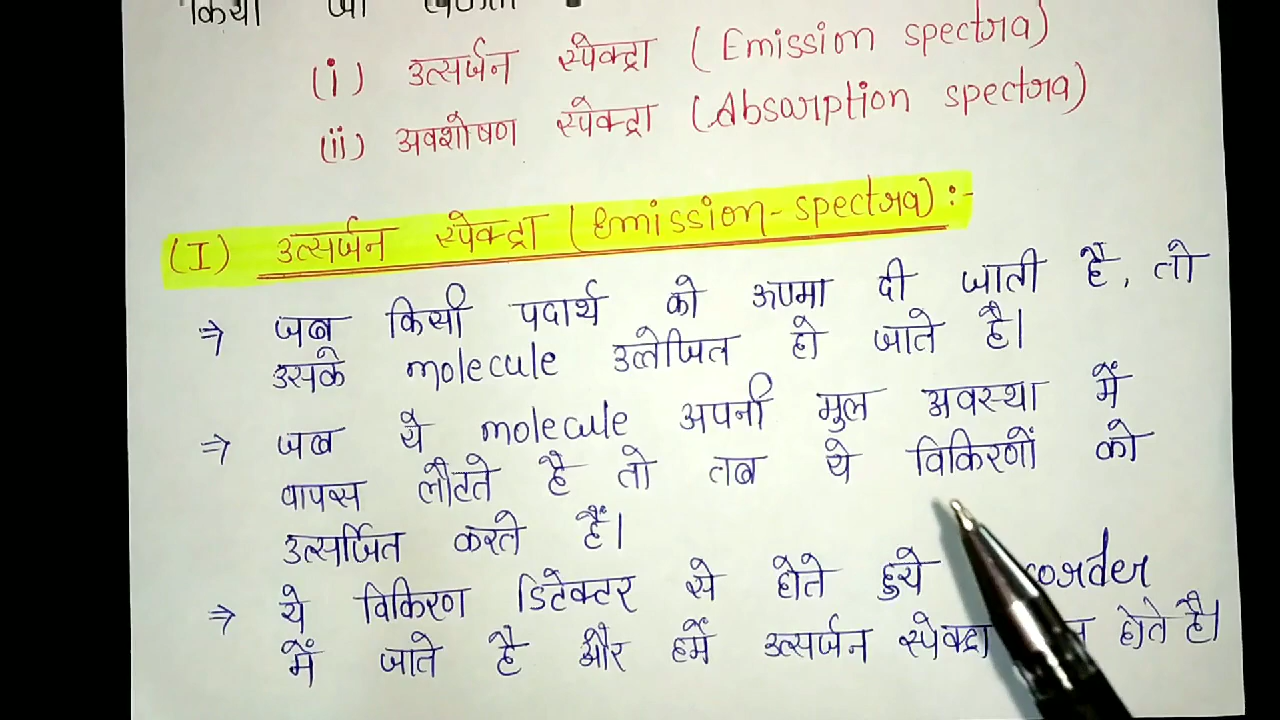 किया जा
(i) उत्सर्जन स्पेक्ट्रा (Emission spectra)
(ii) अवशोषण स्पेक्ट्रा (Absorption spectra)
(I) उत्सर्जन स्पेक्ट्रा (Emission-spectra) :-
⇒ जब किसी पदार्थ को ऊष्मा दी जाती है, तो
उसके molecule उत्तेजित हो जाते है।
⇒ जब ये molecule अपनी मुल अवस्था में
वापस लौटते है तो तब ये विकिरणों को
उत्सर्जित करते हैं।
⇒ ये विकिरण डिटेक्टर से होते हुये
में जाते है और हमें उत्सर्जन स्पेक्ट्रा होते है।